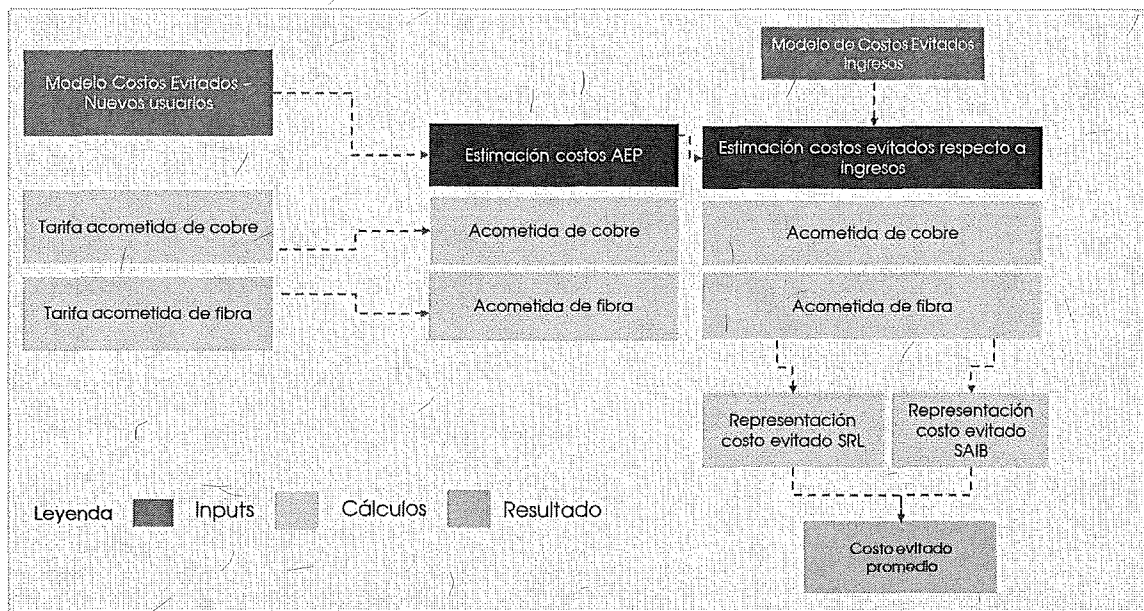 Modelo Costos Evitados –
Nuevos usuarios
Tarifa acometida de cobre
Tarifa acometida de fibra
Estimación costos AEP
Acometida de cobre
Acometida de fibra
Modelo de Costos Evitados
Ingresos
Estimación costos evitados respecto a
ingresos
Acometida de cobre
Acometida de fibra
Representación
costo evitado SRL
Representación
costo evitado
SAIB
Costo evitado
promedio
Leyenda
Inputs
Cálculos
Resultado